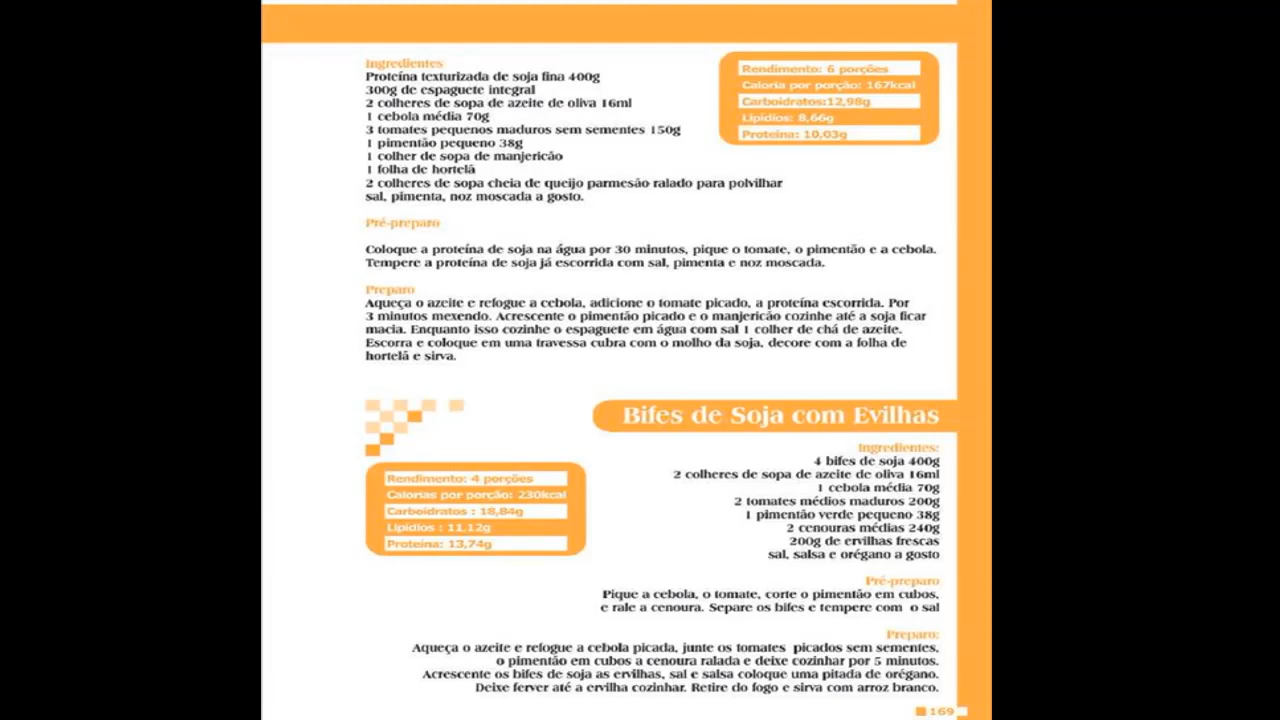 Ingredientes
Proteína texturizada de soja fina 400g
300g de espaguete integral
2 colheres de sopa de azeite de oliva 16ml
1 cebola média 70g
3 tomates pequenos maduros sem sementes 150g
1 pimentão pequeno 38g
1 colher de sopa de manjericão
1 folha de hortelã
2 colheres de sopa cheia de queijo parmesão ralado para polvilhar
sal, pimenta, noz moscada a gosto.
Rendimento: 6 porções
Caloria por porção: 167kcal
Carboidratos:12,98g
Lipídios: 8,66g
Proteína: 10,03g
Pré-preparo
Coloque a proteína de soja na água por 30 minutos, pique o tomate, o pimentão e a cebola.
Tempere a proteína de soja já escorrida com sal, pimenta e noz moscada.
Preparo
Aqueça o azeite e refogue a cebola, adicione o tomate picado, a proteína escorrida. Por
3 minutos mexendo. Acrescente o pimentão picado e o manjericão cozinhe até a soja ficar
macia. Enquanto isso cozinhe o espaguete em água com sal 1 colher de chá de azeite.
Escorra e coloque em uma travessa cubra com o molho da soja, decore com a folha de
hortelã e sirva.
Bifes de Soja com Evilhas
Rendimento: 4 porções
Calorias por porção: 230kcal
Carboidratos : 18,84g
Lipídios : 11,12g
Proteína: 13,74g
Ingredientes:
4 bifes de soja 400g
2 colheres de sopa de azeite de oliva 16ml
1 cebola média 70g
2 tomates médios maduros 200g
1 pimentão verde pequeno 38g
2 cenouras médias 240g
200g de ervilhas frescas
sal, salsa e orégano a gosto
Pré-preparo
Pique a cebola, o tomate, corte o pimentão em cubos,
e rale a cenoura. Separe os bifes e tempere com o sal
Preparo:
Aqueça o azeite e refogue a cebola picada, junte os tomates picados sem sementes,
o pimentão em cubos a cenoura ralada e deixe cozinhar por 5 minutos.
Acrescente os bifes de soja as ervilhas, sal e salsa coloque uma pitada de orégano.
Deixe ferver até a ervilha cozinhar. Retire do fogo e sirva com arroz branco.
169